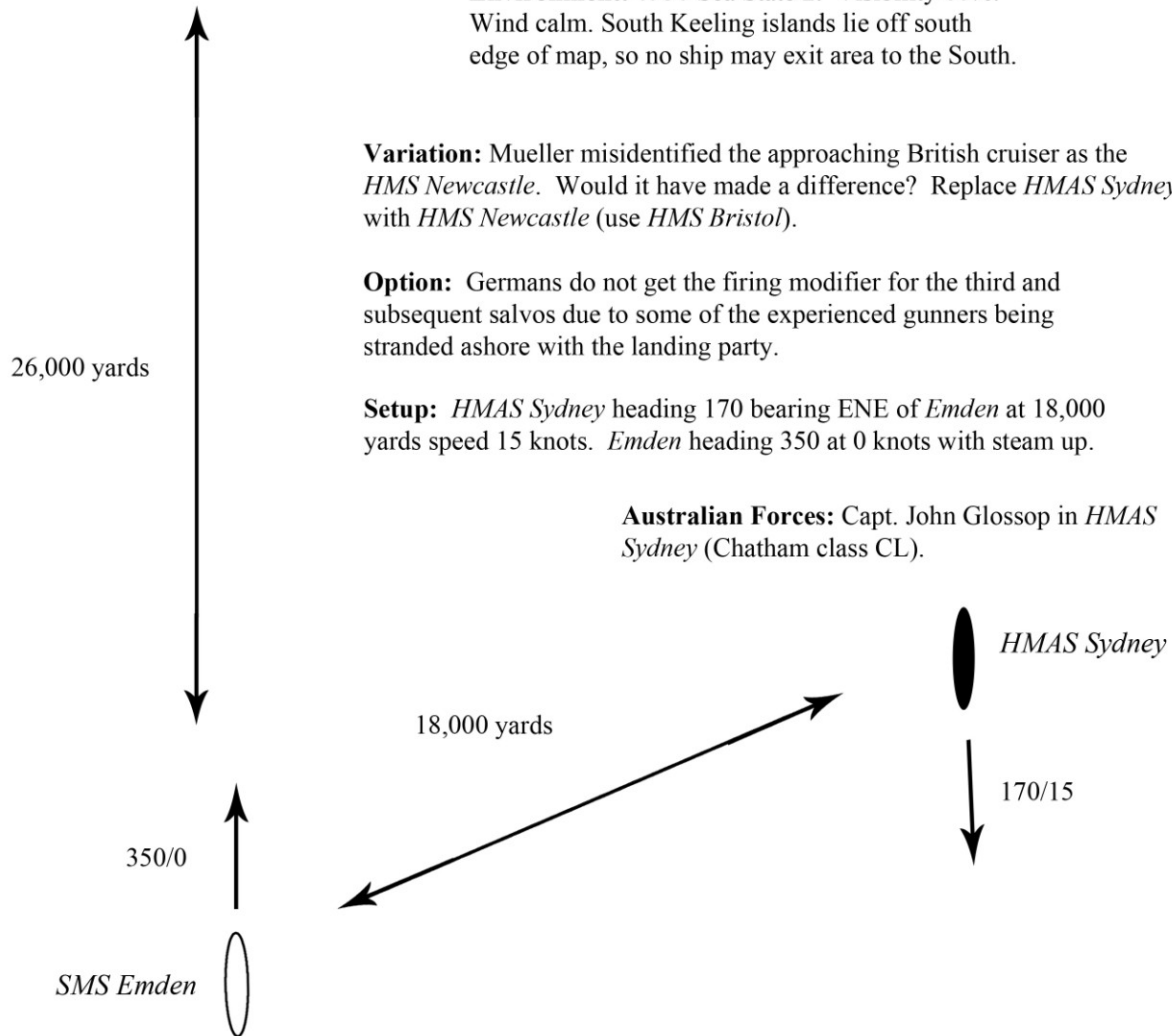 Wind calm. South Keeling islands lie off south
edge of map, so no ship may exit area to the South.
Variation: Mueller misidentified the approaching British cruiser as the
HMS Newcastle. Would it have made a difference? Replace HMAS Sydney
with HMS Newcastle (use HMS Bristol).
Option: Germans do not get the firing modifier for the third and
subsequent salvos due to some of the experienced gunners being
stranded ashore with the landing party.
26,000 yards
Setup: HMAS Sydney heading 170 bearing ENE of Emden at 18,000
yards speed 15 knots. Emden heading 350 at 0 knots with steam up.
Australian Forces: Capt. John Glossop in HMAS
Sydney (Chatham class CL).
HMAS Sydney
18,000 yards
170/15
350/0
SMS Emden